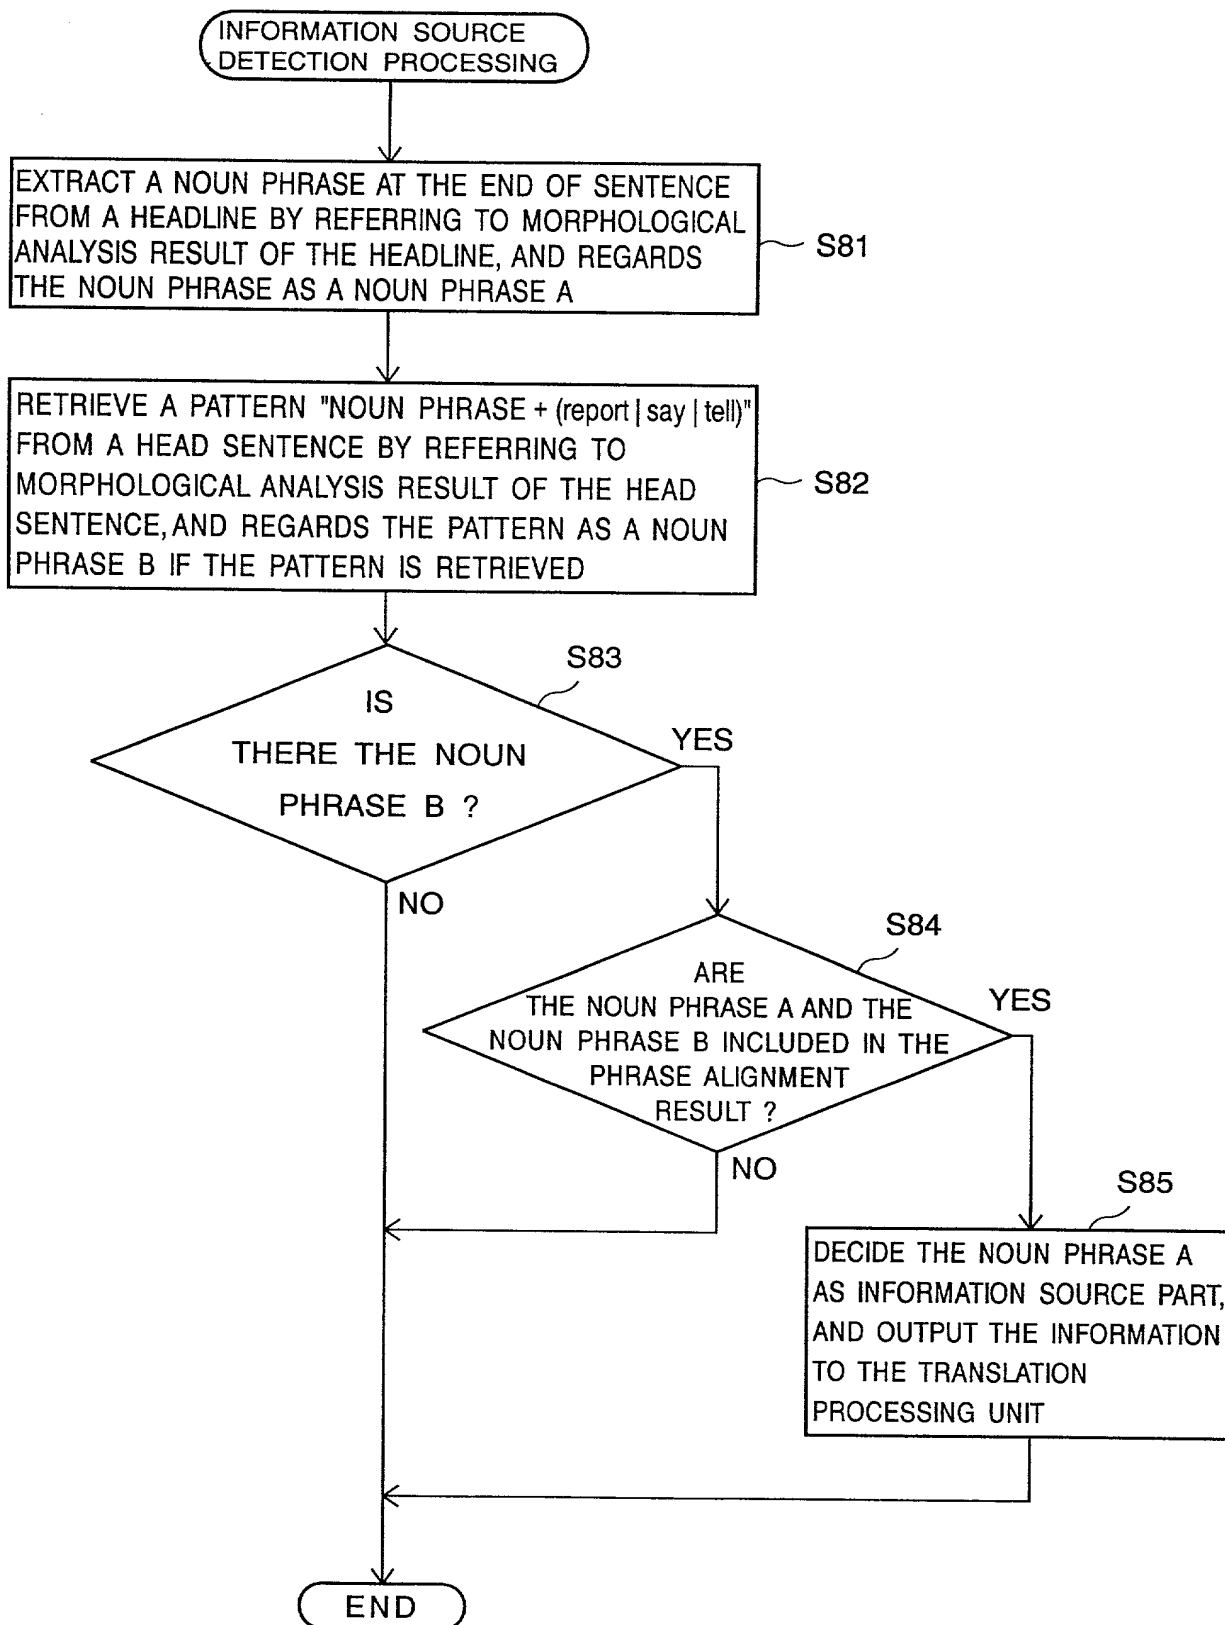 INFORMATION SOURCE
DETECTION PROCESSING
EXTRACT A NOUN PHRASE AT THE END OF SENTENCE
FROM A HEADLINE BY REFERRING TO MORPHOLOGICAL
ANALYSIS RESULT OF THE HEADLINE, AND REGARDS
THE NOUN PHRASE AS A NOUN PHRASE A
S81
RETRIEVE A PATTERN "NOUN PHRASE + (report | say | tell)"
FROM A HEAD SENTENCE BY REFERRING TO
MORPHOLOGICAL ANALYSIS RESULT OF THE HEAD
SENTENCE, AND REGARDS THE PATTERN AS A NOUN
PHRASE B IF THE PATTERN IS RETRIEVED
S82
S83
IS
THERE THE NOUN
PHRASE B ?
YES
NO
S84
ARE
THE NOUN PHRASE A AND THE
NOUN PHRASE B INCLUDED IN THE
PHRASE ALIGNMENT
RESULT ?
YES
NO
S85
DECIDE THE NOUN PHRASE A
AS INFORMATION SOURCE PART,
AND OUTPUT THE INFORMATION
TO THE TRANSLATION
PROCESSING UNIT
END